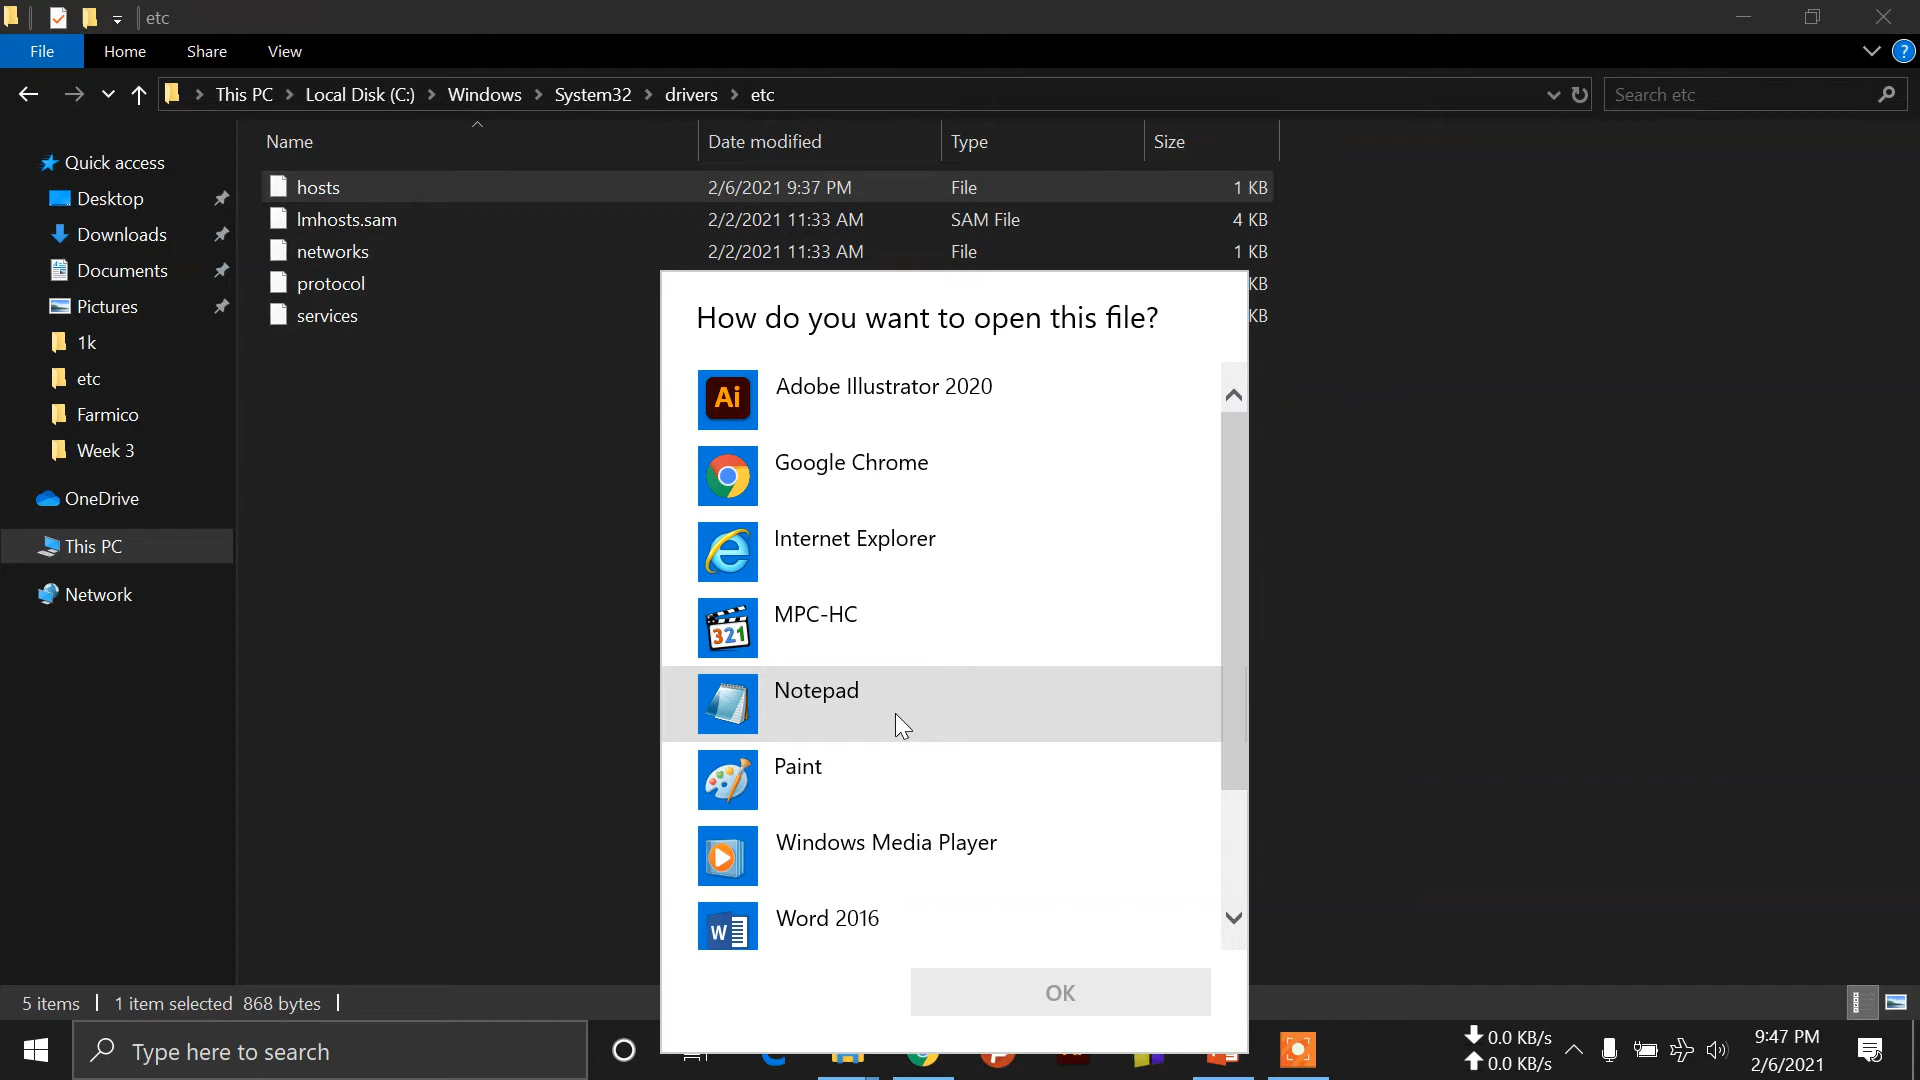 etc
File Home Share View
This PC Local Disk (C:) Windows System32 drivers etc
Search etc
Name Date modified Type Size
hosts 2/6/2021 9:37 PM File 1 KB
lmhosts.sam 2/2/2021 11:33 AM SAM File 4 KB
networks 2/2/2021 11:33 AM File 1 KB
protocol KB
services KB
Quick access
Desktop
Downloads
Documents
Pictures
1k
etc
Farmico
Week 3
OneDrive
This PC
Network
How do you want to open this file?
Ai Adobe Illustrator 2020
Google Chrome
Internet Explorer
321 MPC-HC
Notepad
Paint
Windows Media Player
W Word 2016
OK
5 items 1 item selected 868 bytes
Type here to search
0.0 KB/s
0.0 KB/s
9:47 PM
2/6/2021